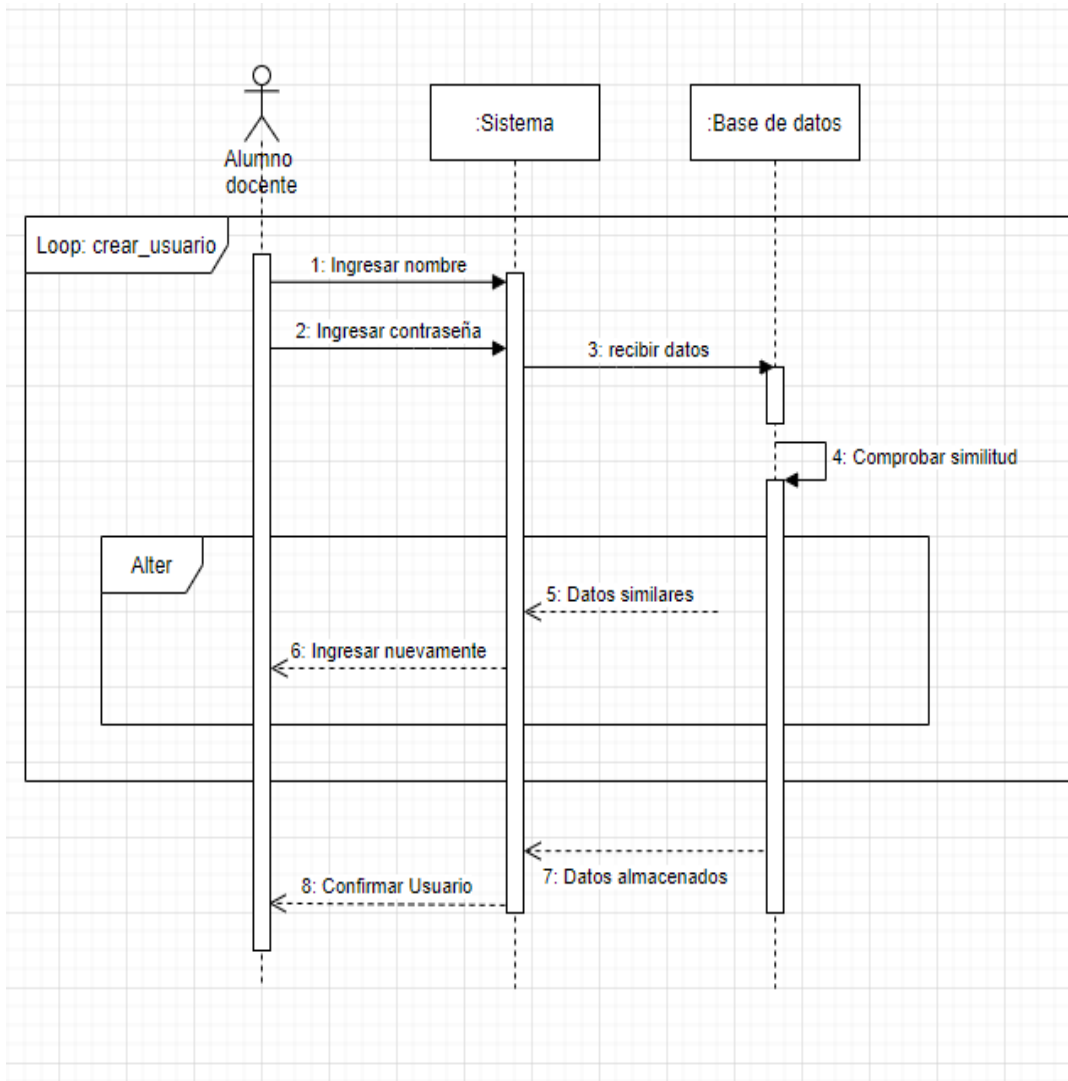 Alumno
docente
:Sistema
:Base de datos
Loop: crear_usuario
1: Ingresar nombre
2: Ingresar contraseña
3: recibir datos
4: Comprobar similitud
Alter
5: Datos similares
6: Ingresar nuevamente
7: Datos almacenados
8: Confirmar Usuario